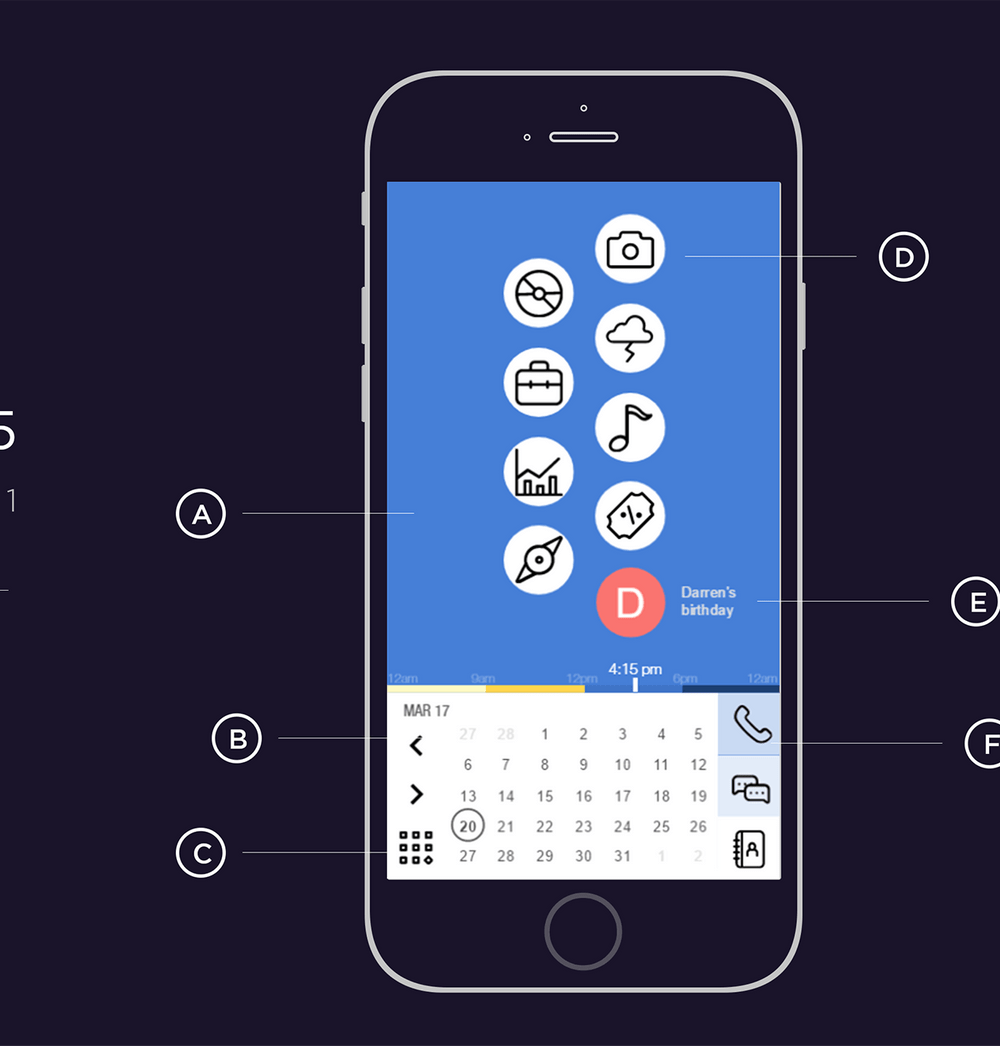 D
5
1
A
D
Darren's
birthday
E
4:15 pm
12am 9am 12pm 6pm 12am
MAR 17
27 28 1 2 3 4 5
B
F
6 7 8 9 10 11 12
13 14 15 16 17 18 19
20 21 22 23 24 25 26
C
27 28 29 30 31 1 2